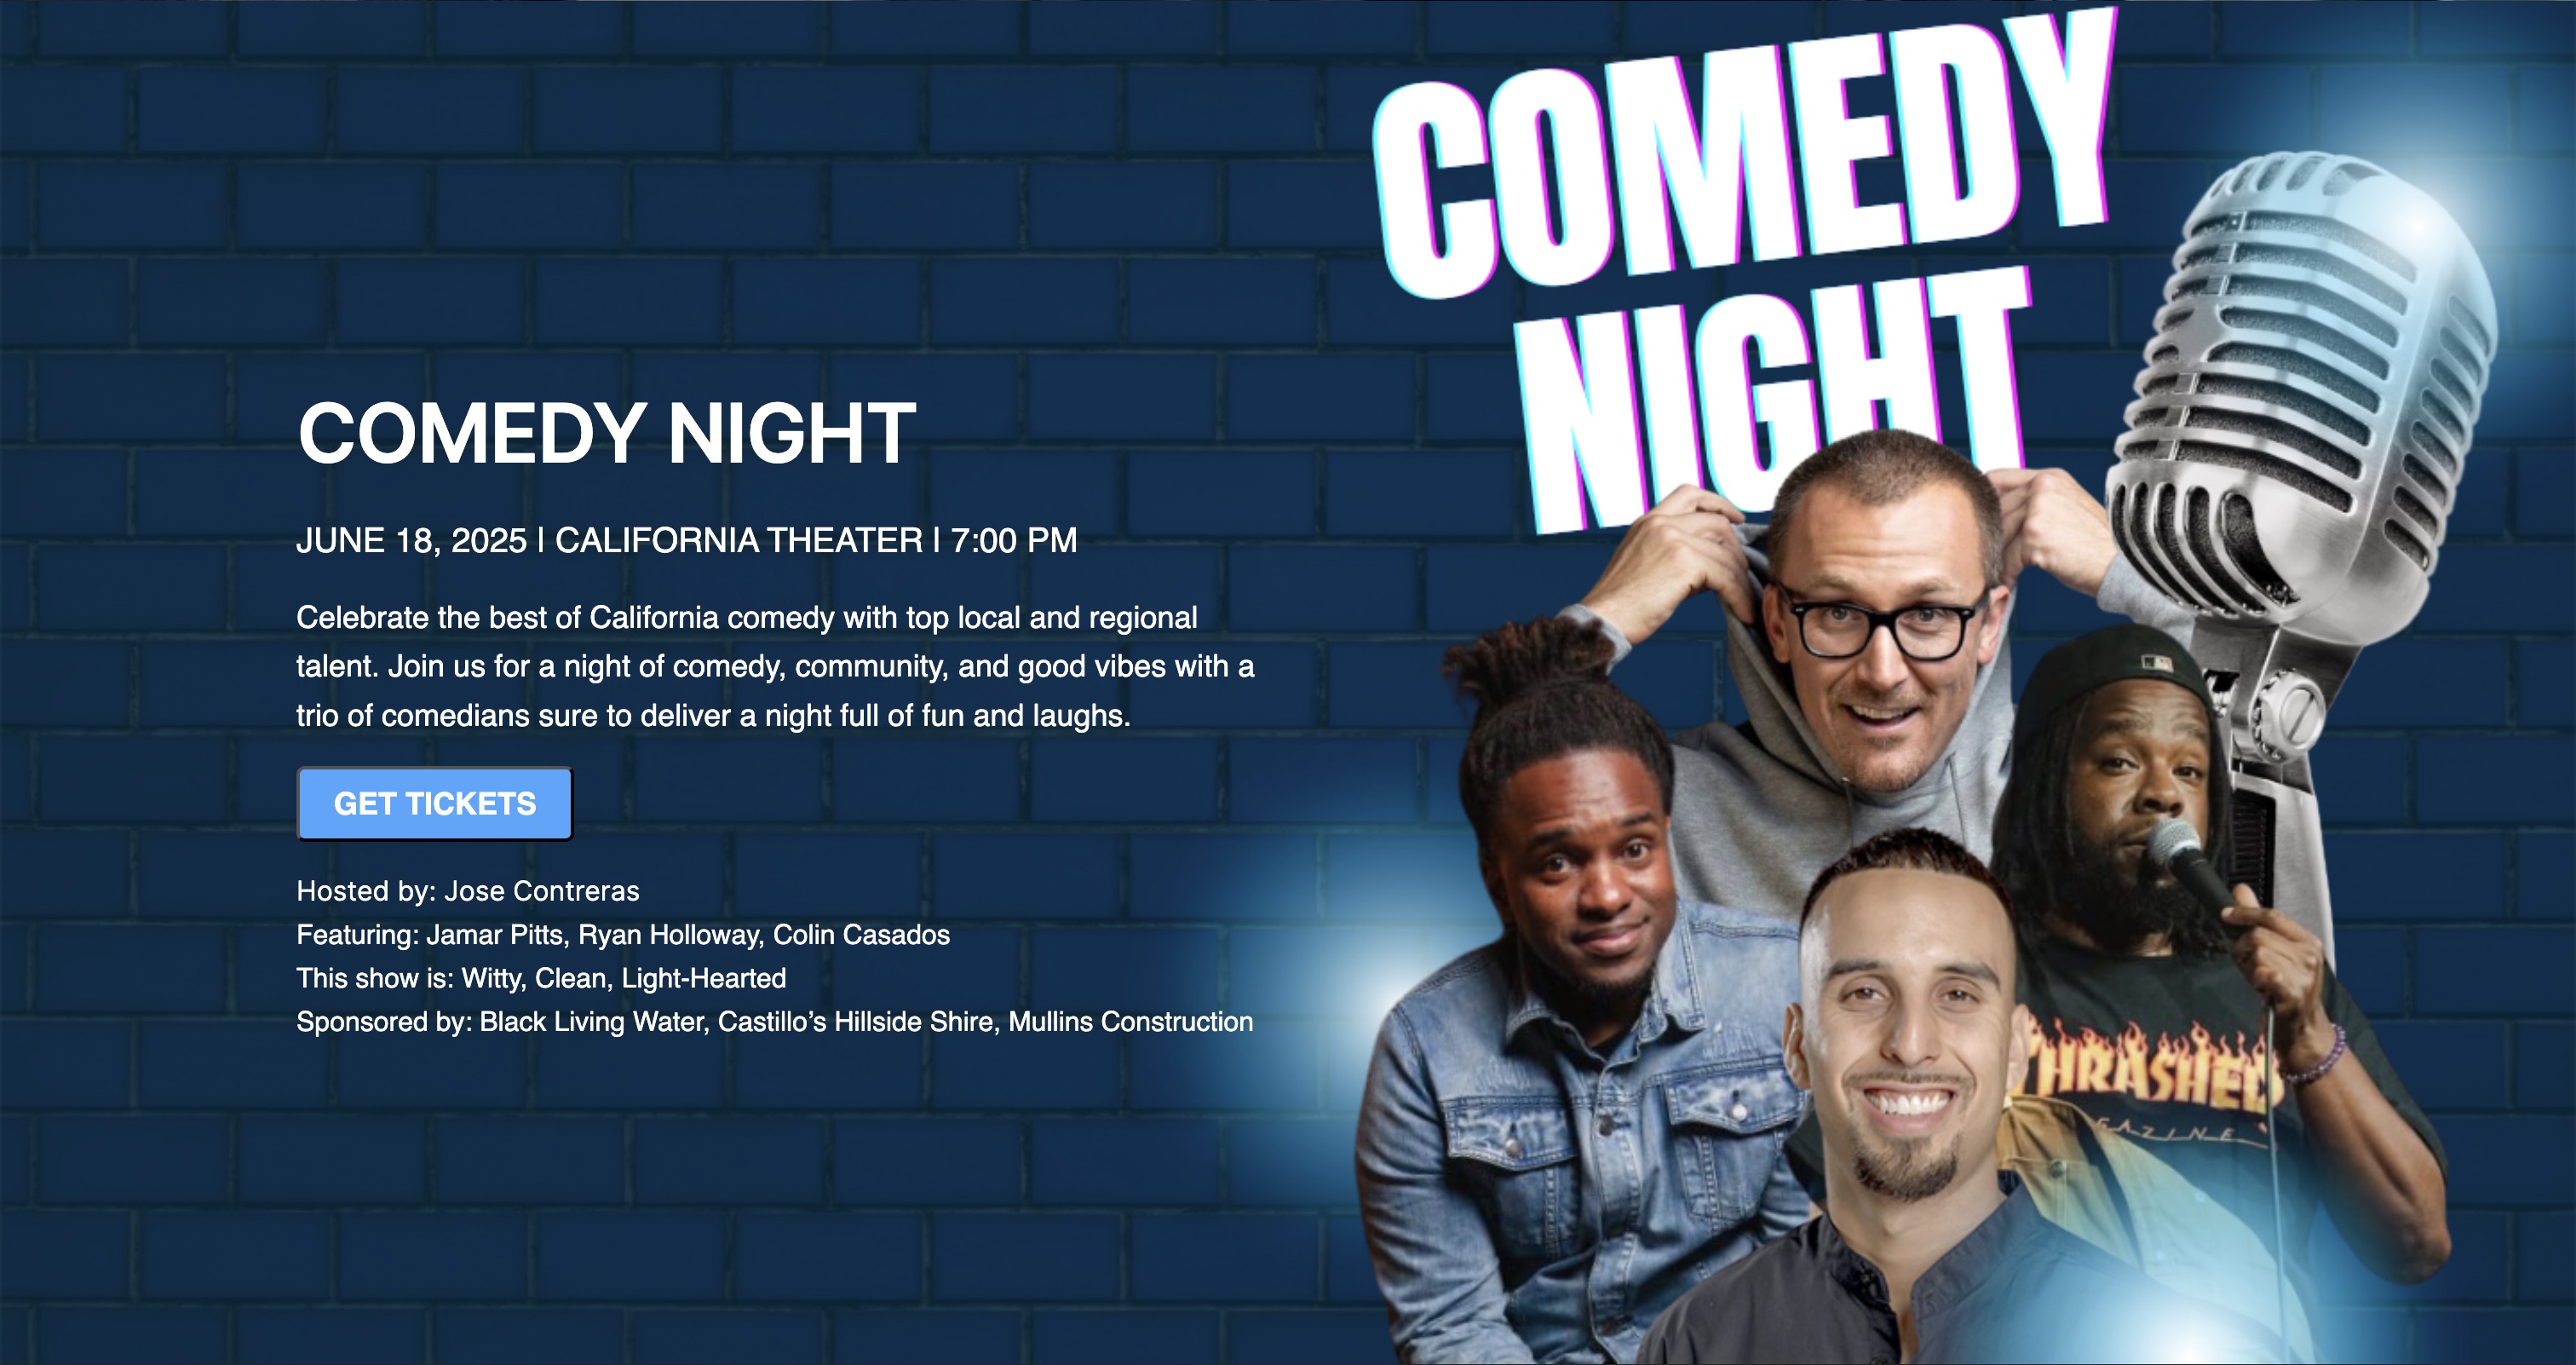 COMEDY
NIGHT
COMEDY NIGHT
JUNE 18, 2025 | CALIFORNIA THEATER | 7:00 PM
Celebrate the best of California comedy with top local and regional
talent. Join us for a night of comedy, community, and good vibes with a
trio of comedians sure to deliver a night full of fun and laughs.
GET TICKETS
Hosted by: Jose Contreras
Featuring: Jamar Pitts, Ryan Holloway, Colin Casados
This show is: Witty, Clean, Light-Hearted
Sponsored by: Black Living Water, Castillo’s Hillside Shire, Mullins Construction